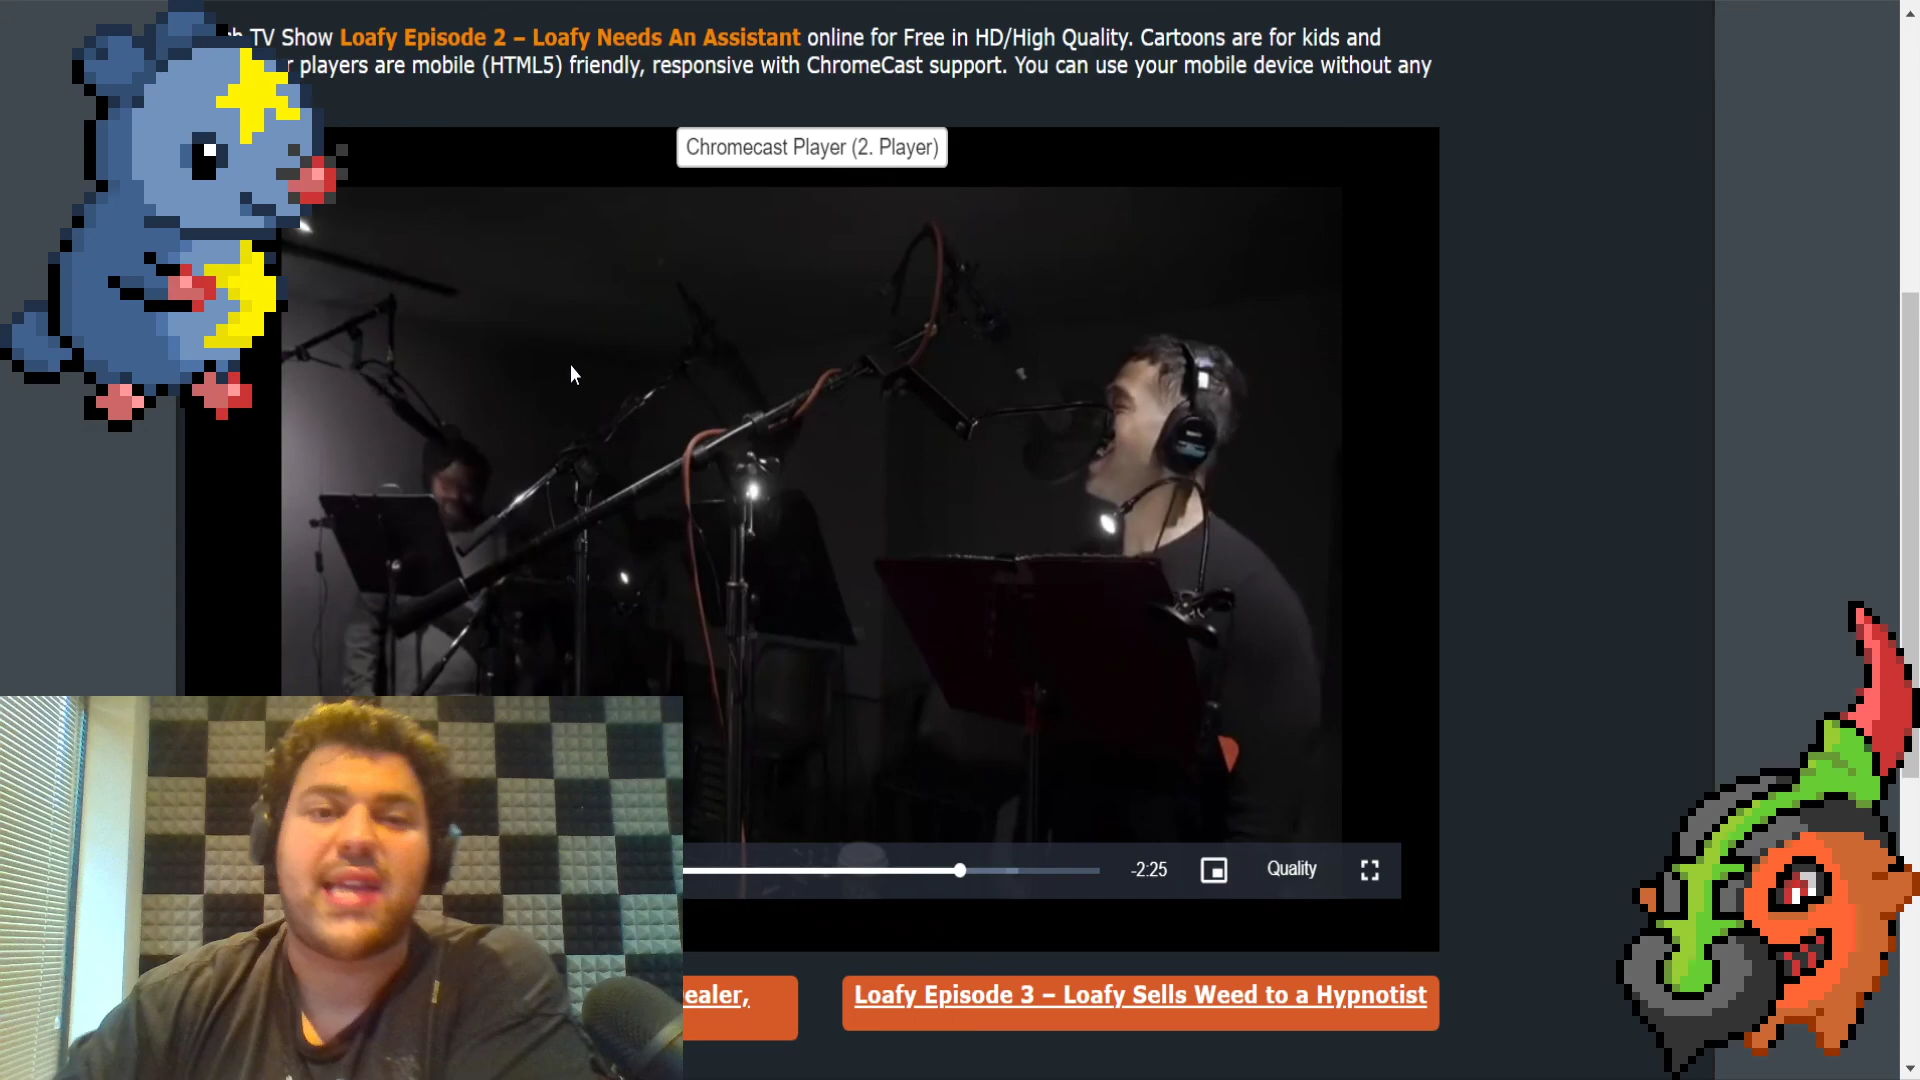 TV Show Loafy Episode 2 – Loafy Needs An Assistant online for Free in HD/High Quality. Cartoons are for kids and
players are mobile (HTML5) friendly, responsive with ChromeCast support. You can use your mobile device without any
Chromecast Player (2. Player)
-2:25 Quality
ealer,
Loafy Episode 3 – Loafy Sells Weed to a Hypnotist